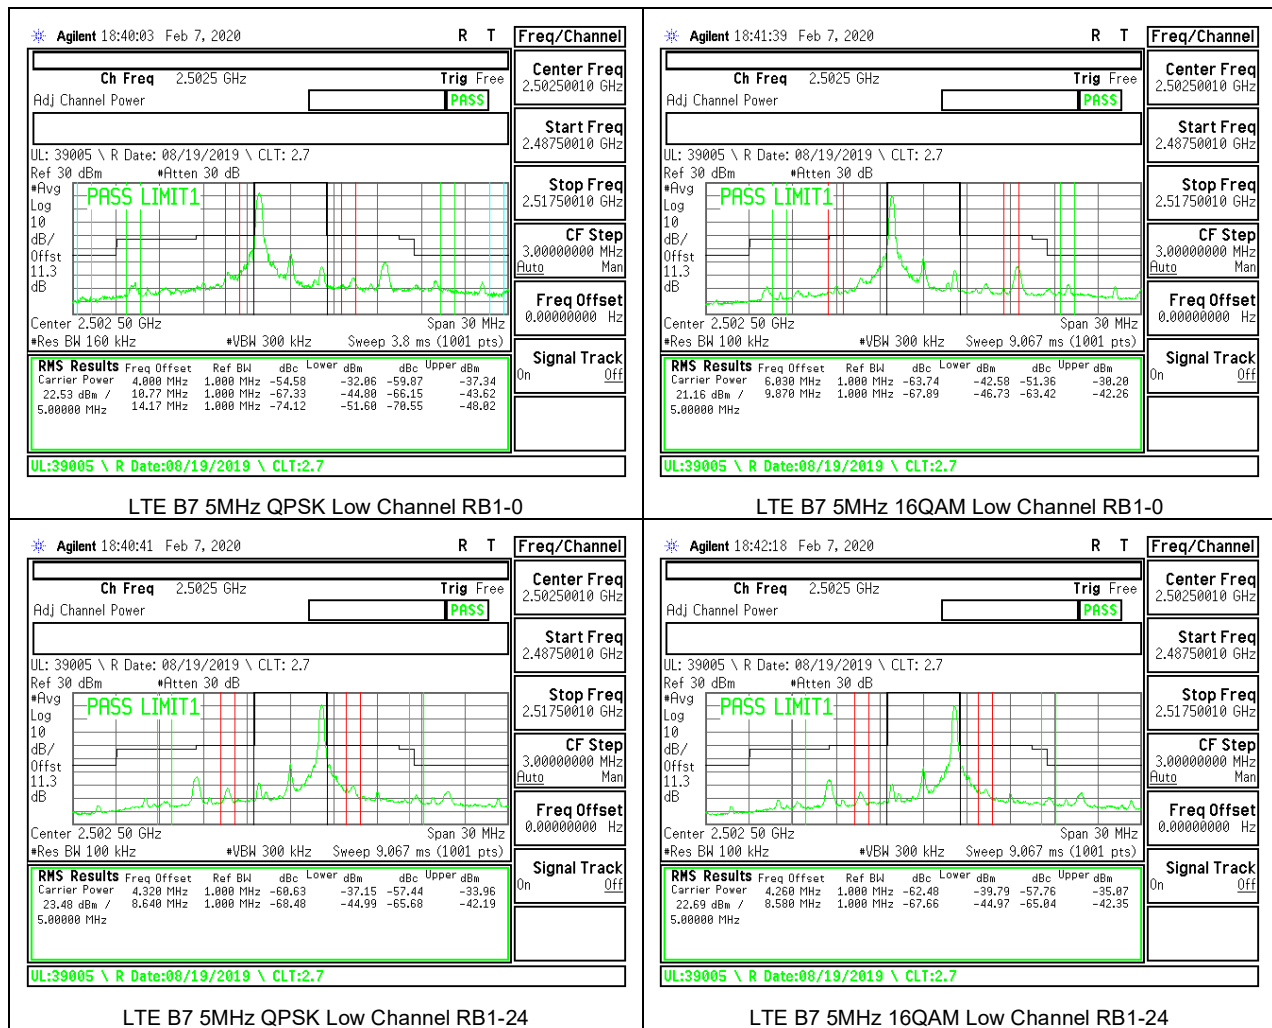 Agilent 18:40:03 Feb 7, 2020 R T
Freq/Channel
Ch Freq 2.5025 GHz Trig Free
Adj Channel Power PASS
Center Freq
2.50250010 GHz
Start Freq
2.48750010 GHz
Stop Freq
2.51750010 GHz
CF Step
3.00000000 MHz
Auto Man
Freq Offset
0.00000000 Hz
Signal Track
On Off
UL: 39005 \ R Date: 08/19/2019 \ CLT: 2.7
Ref 30 dBm #Atten 30 dB
#Avg
Log
10
dB/
Offst
11.3
dB
PASS LIMIT1
Center 2.502 50 GHz Span 30 MHz
#Res BW 160 kHz #VBW 300 kHz Sweep 3.8 ms (1001 pts)
RMS Results Freq Offset Ref BW dBc Lower dBm dBc Upper dBm
Carrier Power 4.000 MHz 1.000 MHz -54.58 -32.06 -59.87 -37.34
22.53 dBm / 10.77 MHz 1.000 MHz -67.33 -44.80 -66.15 -43.62
5.00000 MHz 14.17 MHz 1.000 MHz -74.12 -51.60 -70.55 -48.02
UL:39005 \ R Date:08/19/2019 \ CLT:2.7
LTE B7 5MHz QPSK Low Channel RB1-0
Agilent 18:41:39 Feb 7, 2020 R T
Freq/Channel
Ch Freq 2.5025 GHz Trig Free
Adj Channel Power PASS
Center Freq
2.50250010 GHz
Start Freq
2.48750010 GHz
Stop Freq
2.51750010 GHz
CF Step
3.00000000 MHz
Auto Man
Freq Offset
0.00000000 Hz
Signal Track
On Off
UL: 39005 \ R Date: 08/19/2019 \ CLT: 2.7
Ref 30 dBm #Atten 30 dB
#Avg
Log
10
dB/
Offst
11.3
dB
PASS LIMIT1
Center 2.502 50 GHz Span 30 MHz
#Res BW 100 kHz #VBW 300 kHz Sweep 9.067 ms (1001 pts)
RMS Results Freq Offset Ref BW dBc Lower dBm dBc Upper dBm
Carrier Power 6.030 MHz 1.000 MHz -63.74 -42.58 -51.36 -30.20
21.16 dBm / 9.870 MHz 1.000 MHz -67.89 -46.73 -63.42 -42.26
5.00000 MHz
UL:39005 \ R Date:08/19/2019 \ CLT:2.7
LTE B7 5MHz 16QAM Low Channel RB1-0
Agilent 18:40:41 Feb 7, 2020 R T
Freq/Channel
Ch Freq 2.5025 GHz Trig Free
Adj Channel Power PASS
Center Freq
2.50250010 GHz
Start Freq
2.48750010 GHz
Stop Freq
2.51750010 GHz
CF Step
3.00000000 MHz
Auto Man
Freq Offset
0.00000000 Hz
Signal Track
On Off
UL: 39005 \ R Date: 08/19/2019 \ CLT: 2.7
Ref 30 dBm #Atten 30 dB
#Avg
Log
10
dB/
Offst
11.3
dB
PASS LIMIT1
Center 2.502 50 GHz Span 30 MHz
#Res BW 100 kHz #VBW 300 kHz Sweep 9.067 ms (1001 pts)
RMS Results Freq Offset Ref BW dBc Lower dBm dBc Upper dBm
Carrier Power 4.320 MHz 1.000 MHz -60.63 -37.15 -57.44 -33.96
23.48 dBm / 8.640 MHz 1.000 MHz -68.48 -44.99 -65.68 -42.19
5.00000 MHz
UL:39005 \ R Date:08/19/2019 \ CLT:2.7
LTE B7 5MHz QPSK Low Channel RB1-24
Agilent 18:42:18 Feb 7, 2020 R T
Freq/Channel
Ch Freq 2.5025 GHz Trig Free
Adj Channel Power PASS
Center Freq
2.50250010 GHz
Start Freq
2.48750010 GHz
Stop Freq
2.51750010 GHz
CF Step
3.00000000 MHz
Auto Man
Freq Offset
0.00000000 Hz
Signal Track
On Off
UL: 39005 \ R Date: 08/19/2019 \ CLT: 2.7
Ref 30 dBm #Atten 30 dB
#Avg
Log
10
dB/
Offst
11.3
dB
PASS LIMIT1
Center 2.502 50 GHz Span 30 MHz
#Res BW 100 kHz #VBW 300 kHz Sweep 9.067 ms (1001 pts)
RMS Results Freq Offset Ref BW dBc Lower dBm dBc Upper dBm
Carrier Power 4.260 MHz 1.000 MHz -62.48 -39.79 -57.76 -35.07
22.69 dBm / 8.580 MHz 1.000 MHz -67.66 -44.97 -65.04 -42.35
5.00000 MHz
UL:39005 \ R Date:08/19/2019 \ CLT:2.7
LTE B7 5MHz 16QAM Low Channel RB1-24